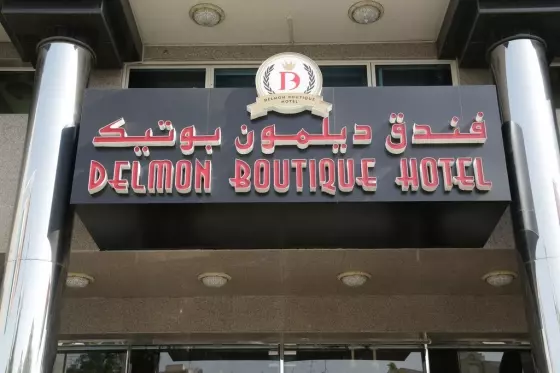 D
DELMON BOUTIQUE
HOTEL
فندق ديلمون بوتيك
DELMON BOUTIQUE HOTEL